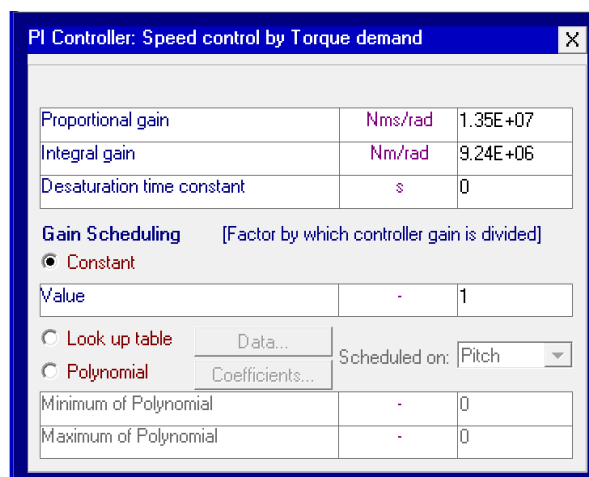 PI Controller: Speed control by Torque demand X
Proportional gain Nms/rad 1.35E+07
Integral gain Nm/rad 9.24E+06
Desaturation time constant s 0
Gain Scheduling [Factor by which controller gain is divided]
Constant
Value - 1
Look up table Data...
Scheduled on: Pitch
Polynomial Coefficients...
Minimum of Polynomial - 0
Maximum of Polynomial - 0